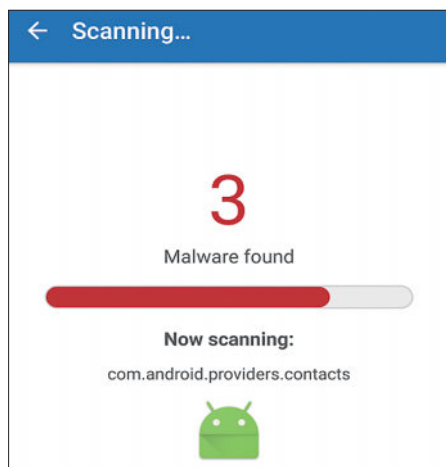 Scanning...
3
Malware found
Now scanning:
com.android.providers.contacts